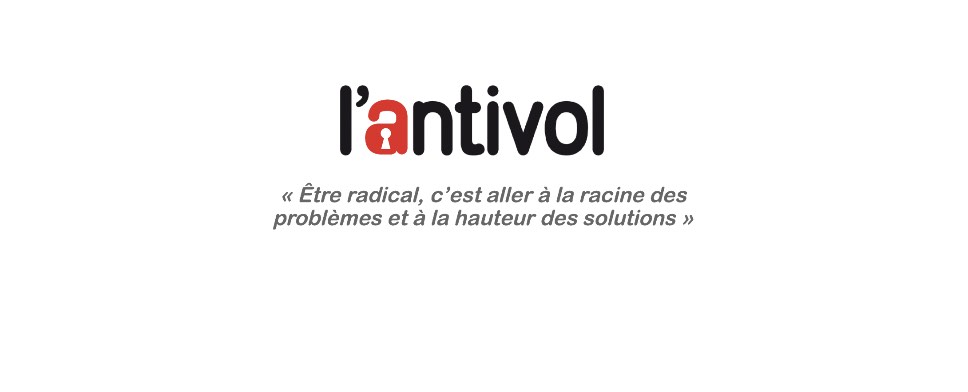 l’antivol
« Être radical, c’est aller à la racine des
problèmes et à la hauteur des solutions »